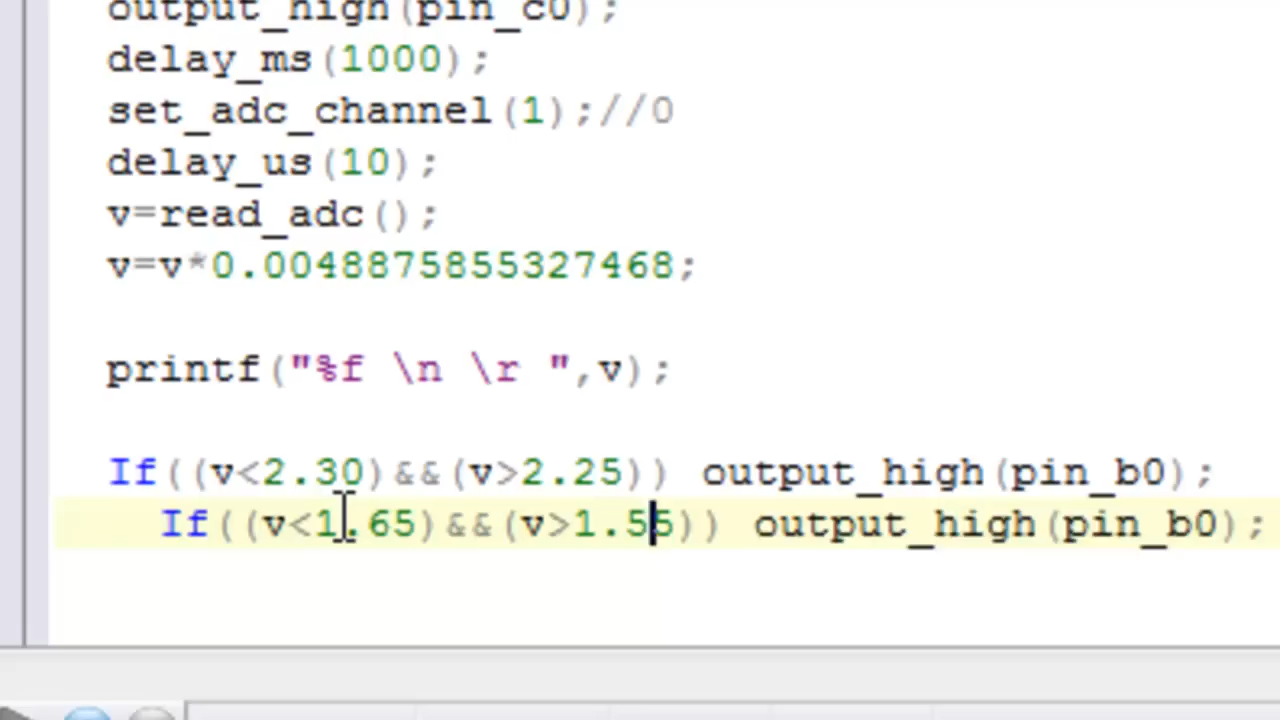 output_high(pin_c0);
delay_ms(1000);
set_adc_channel(1);//0
delay_us(10);
v=read_adc();
v=v*0.0048875855327468;
printf("%f \n \r ",v);
If((v<2.30)&&(v>2.25)) output_high(pin_b0);
If((v<1.65)&&(v>1.55)) output_high(pin_b0);